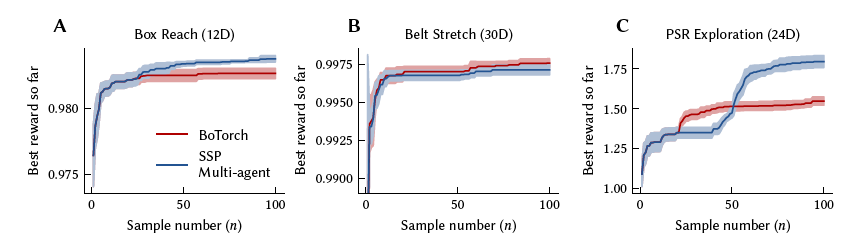 A
Box Reach (12D)
Best reward so far
0.980
0.975
0
50
100
Sample number (n)
BoTorch
SSP
Multi-agent
B
Belt Stretch (30D)
Best reward so far
0.9975
0.9950
0.9925
0.9900
0
50
100
Sample number (n)
C
PSR Exploration (24D)
Best reward so far
1.75
1.50
1.25
1.00
0
50
100
Sample number (n)